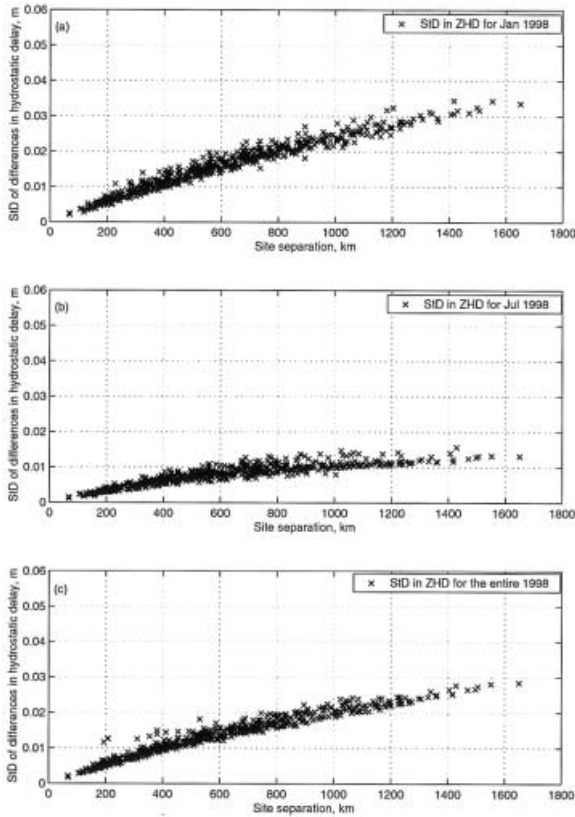 (a)
× StD in ZHD for Jan 1998
StD of differences in hydrostatic delay, m
0.06
0.05
0.04
0.03
0.02
0.01
0
0 200 400 600 800 1000 1200 1400 1600 1800
Site separation, km
(b)
× StD in ZHD for Jul 1998
StD of differences in hydrostatic delay, m
0.06
0.05
0.04
0.03
0.02
0.01
0
0 200 400 600 800 1000 1200 1400 1600 1800
Site separation, km
(c)
× StD in ZHD for the entire 1998
StD of differences in hydrostatic delay, m
0.06
0.05
0.04
0.03
0.02
0.01
0
0 200 400 600 800 1000 1200 1400 1600 1800
Site separation, km